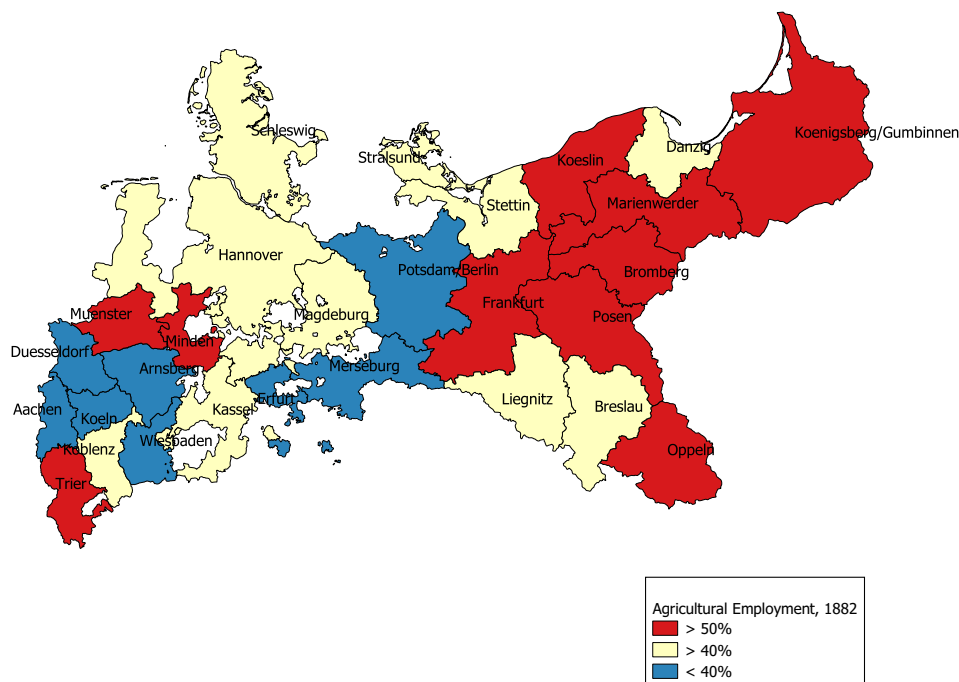 Schleswig
Koenigsberg/Gumbinnen
Danzig
Stralsund
Koeslin
Stettin
Marienwerder
Hannover
Potsdam/Berlin
Bromberg
Frankfurt
Muenster
Magdeburg
Posen
Minden
Duesseldorf
Arnsberg
Merseburg
Erfurt
Liegnitz
Breslau
Aachen
Koeln
Kassel
Wiesbaden
Koblenz
Oppeln
Trier
Agricultural Employment, 1882
> 50%
> 40%
< 40%